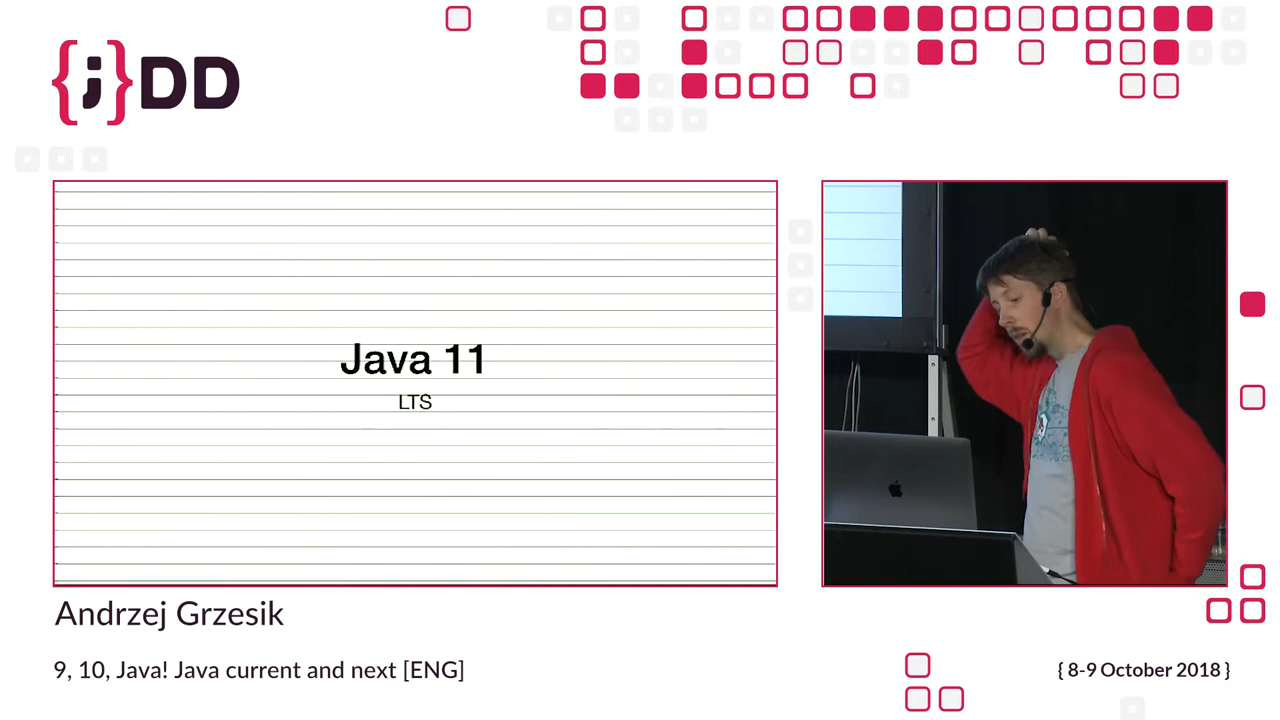 {j}DD
Java 11
LTS
Andrzej Grzesik
9, 10, Java! Java current and next [ENG]
{ 8-9 October 2018 }